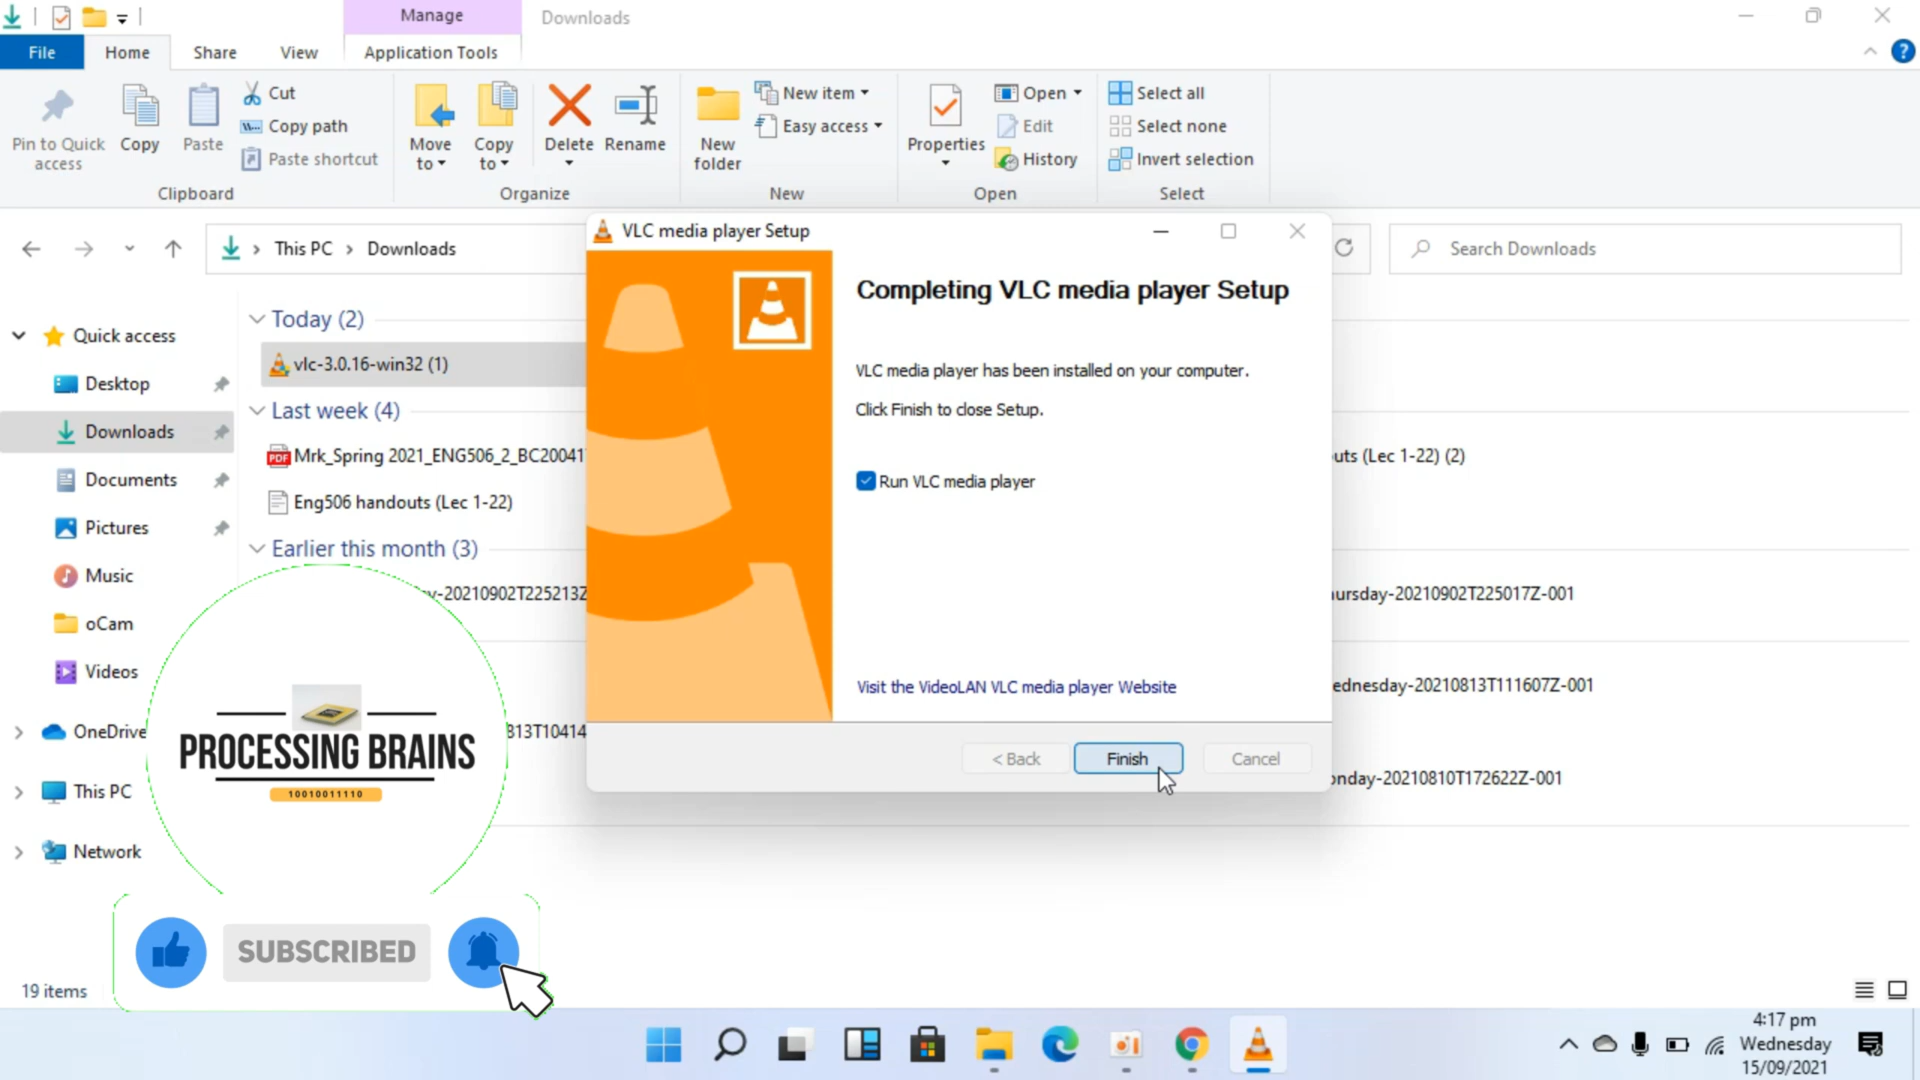 Manage
Downloads
File
Home
Share
View
Application Tools
Pin to Quick
access
Copy
Paste
Cut
Copy path
Paste shortcut
Clipboard
Move
to
Copy
to
Delete
Rename
Organize
New
folder
New item
Easy access
New
Properties
Open
Edit
History
Open
Select all
Select none
Invert selection
Select
This PC > Downloads
Search Downloads
Quick access
Desktop
Downloads
Documents
Pictures
Music
oCam
Videos
OneDrive
This PC
Network
Today (2)
vlc-3.0.16-win32 (1)
Last week (4)
PDF
Mrk_Spring 2021_ENG506_2_BC20041
uts (Lec 1-22) (2)
Eng506 handouts (Lec 1-22)
Earlier this month (3)
y-20210902T225213Z
ursday-20210902T225017Z-001
ednesday-20210813T111607Z-001
813T10414
onday-20210810T172622Z-001
VLC media player Setup
Completing VLC media player Setup
VLC media player has been installed on your computer.
Click Finish to close Setup.
Run VLC media player
Visit the VideoLAN VLC media player Website
< Back
Finish
Cancel
PROCESSING BRAINS
10010011110
SUBSCRIBED
19 items
4:17 pm
Wednesday
15/09/2021